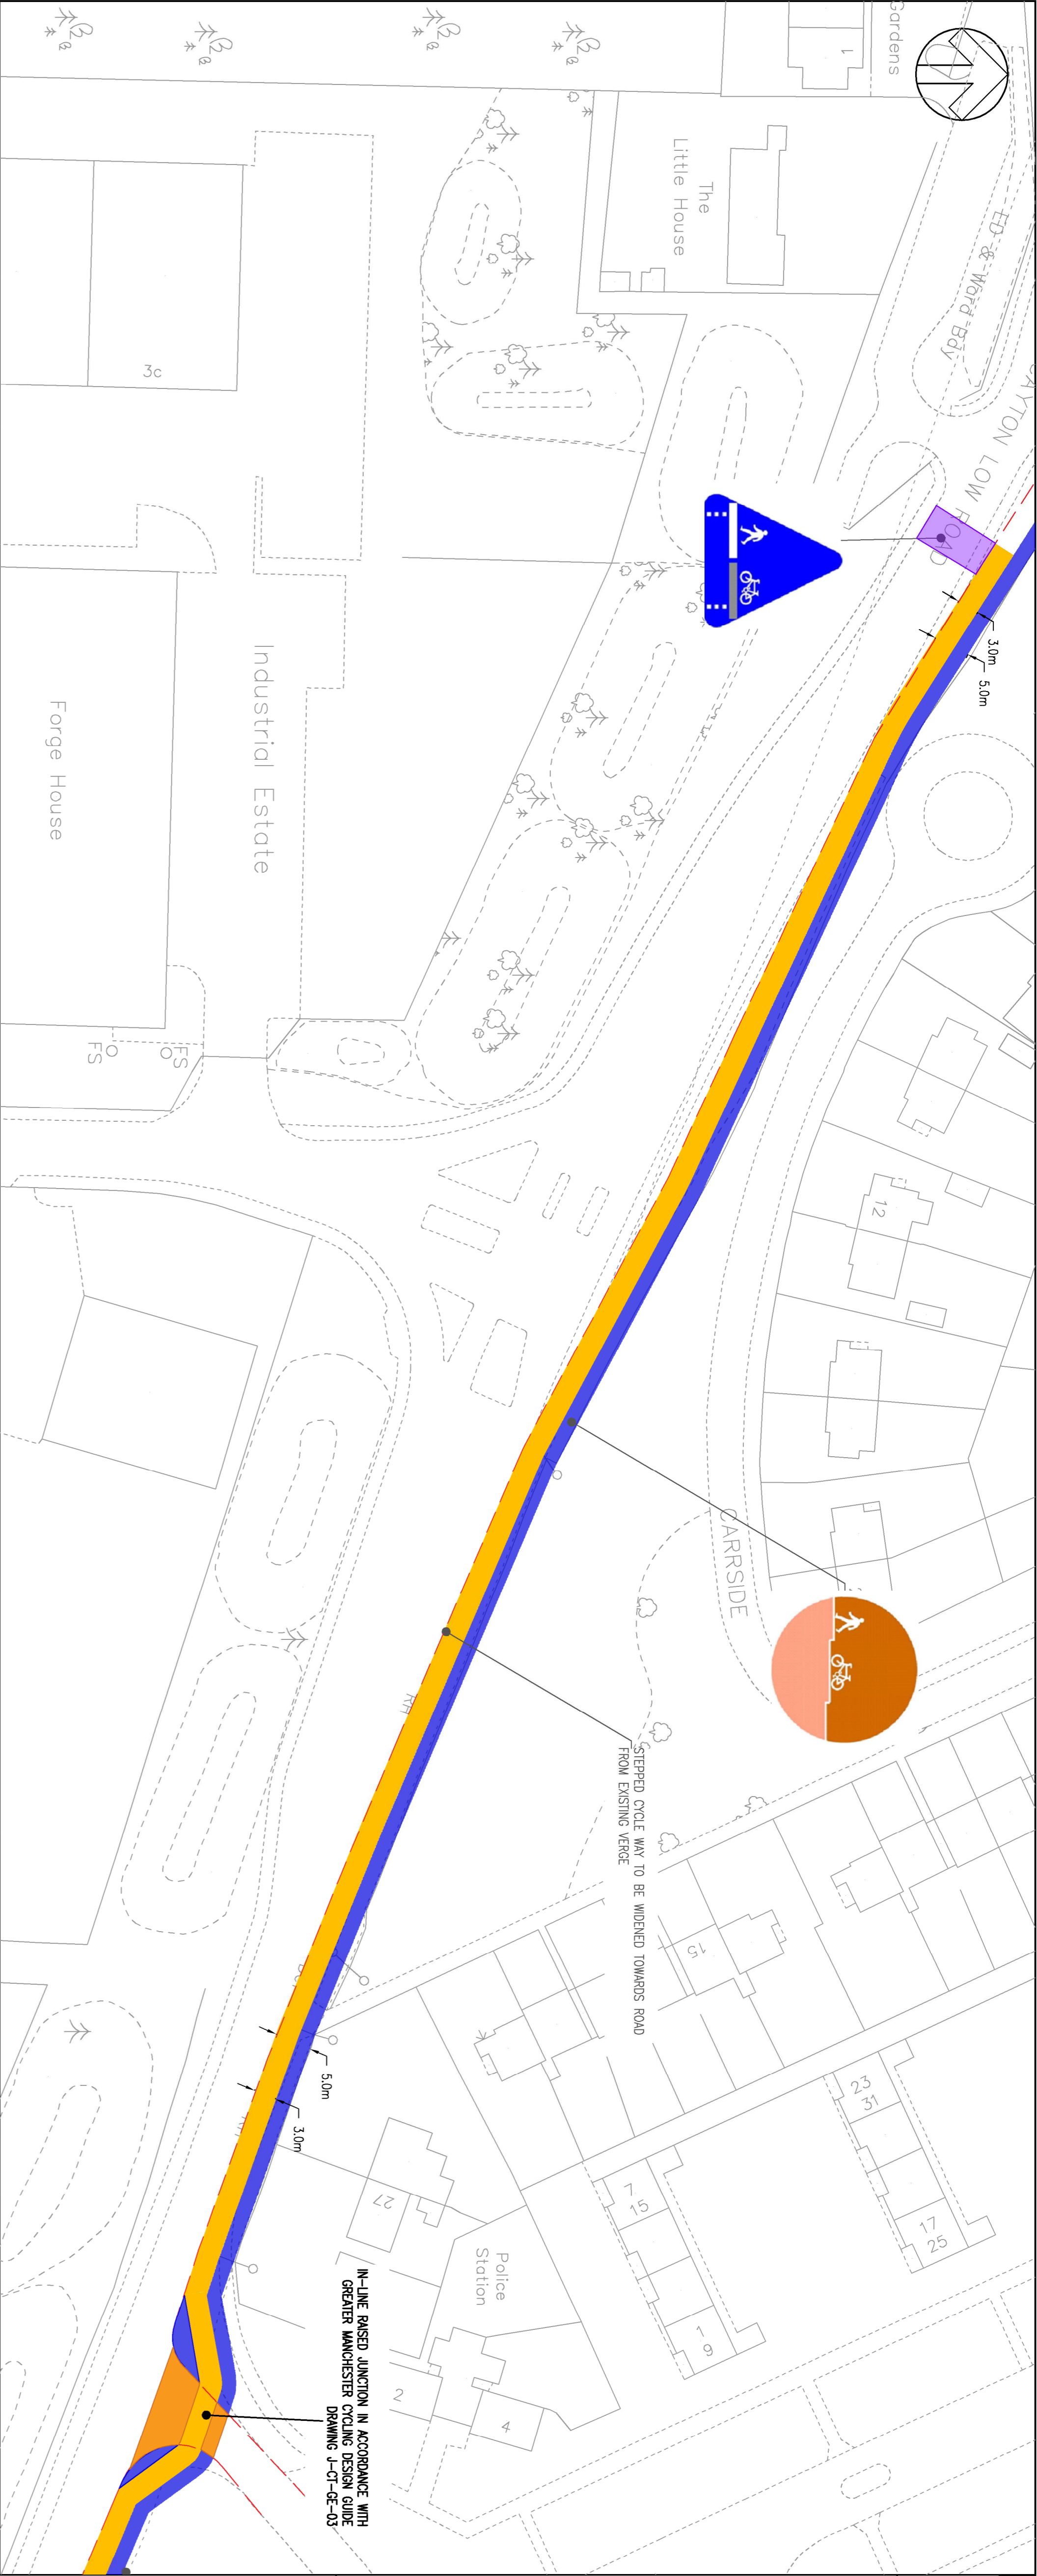 Gardens
1
The
Little House
ED & Ward Bdy
3c
3.0m
5.0m
Industrial Estate
Forge House
FS
FS
12
CARRSIDE
STEPPED CYCLE WAY TO BE WIDENED TOWARDS ROAD
FROM EXISTING VERGE
15
23
31
17
25
7
15
1
9
5.0m
3.0m
27
Police
Station
2
4
IN-LINE RAISED JUNCTION IN ACCORDANCE WITH
GREATER MANCHESTER CYCLING DESIGN GUIDE
DRAWING J-CT-GE-03